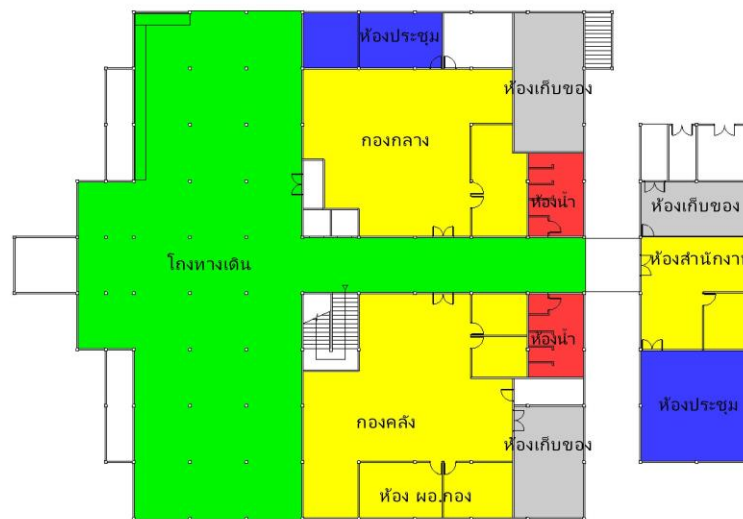 ห้องประชุม
ห้องเก็บของ
กองกลาง
ห้องน้ำ
ห้องเก็บของ
โถงทางเดิน
ห้องสำนักงาน
ห้องน้ำ
ห้องประชุม
กองคลัง
ห้องเก็บของ
ห้อง ผอ.กอง